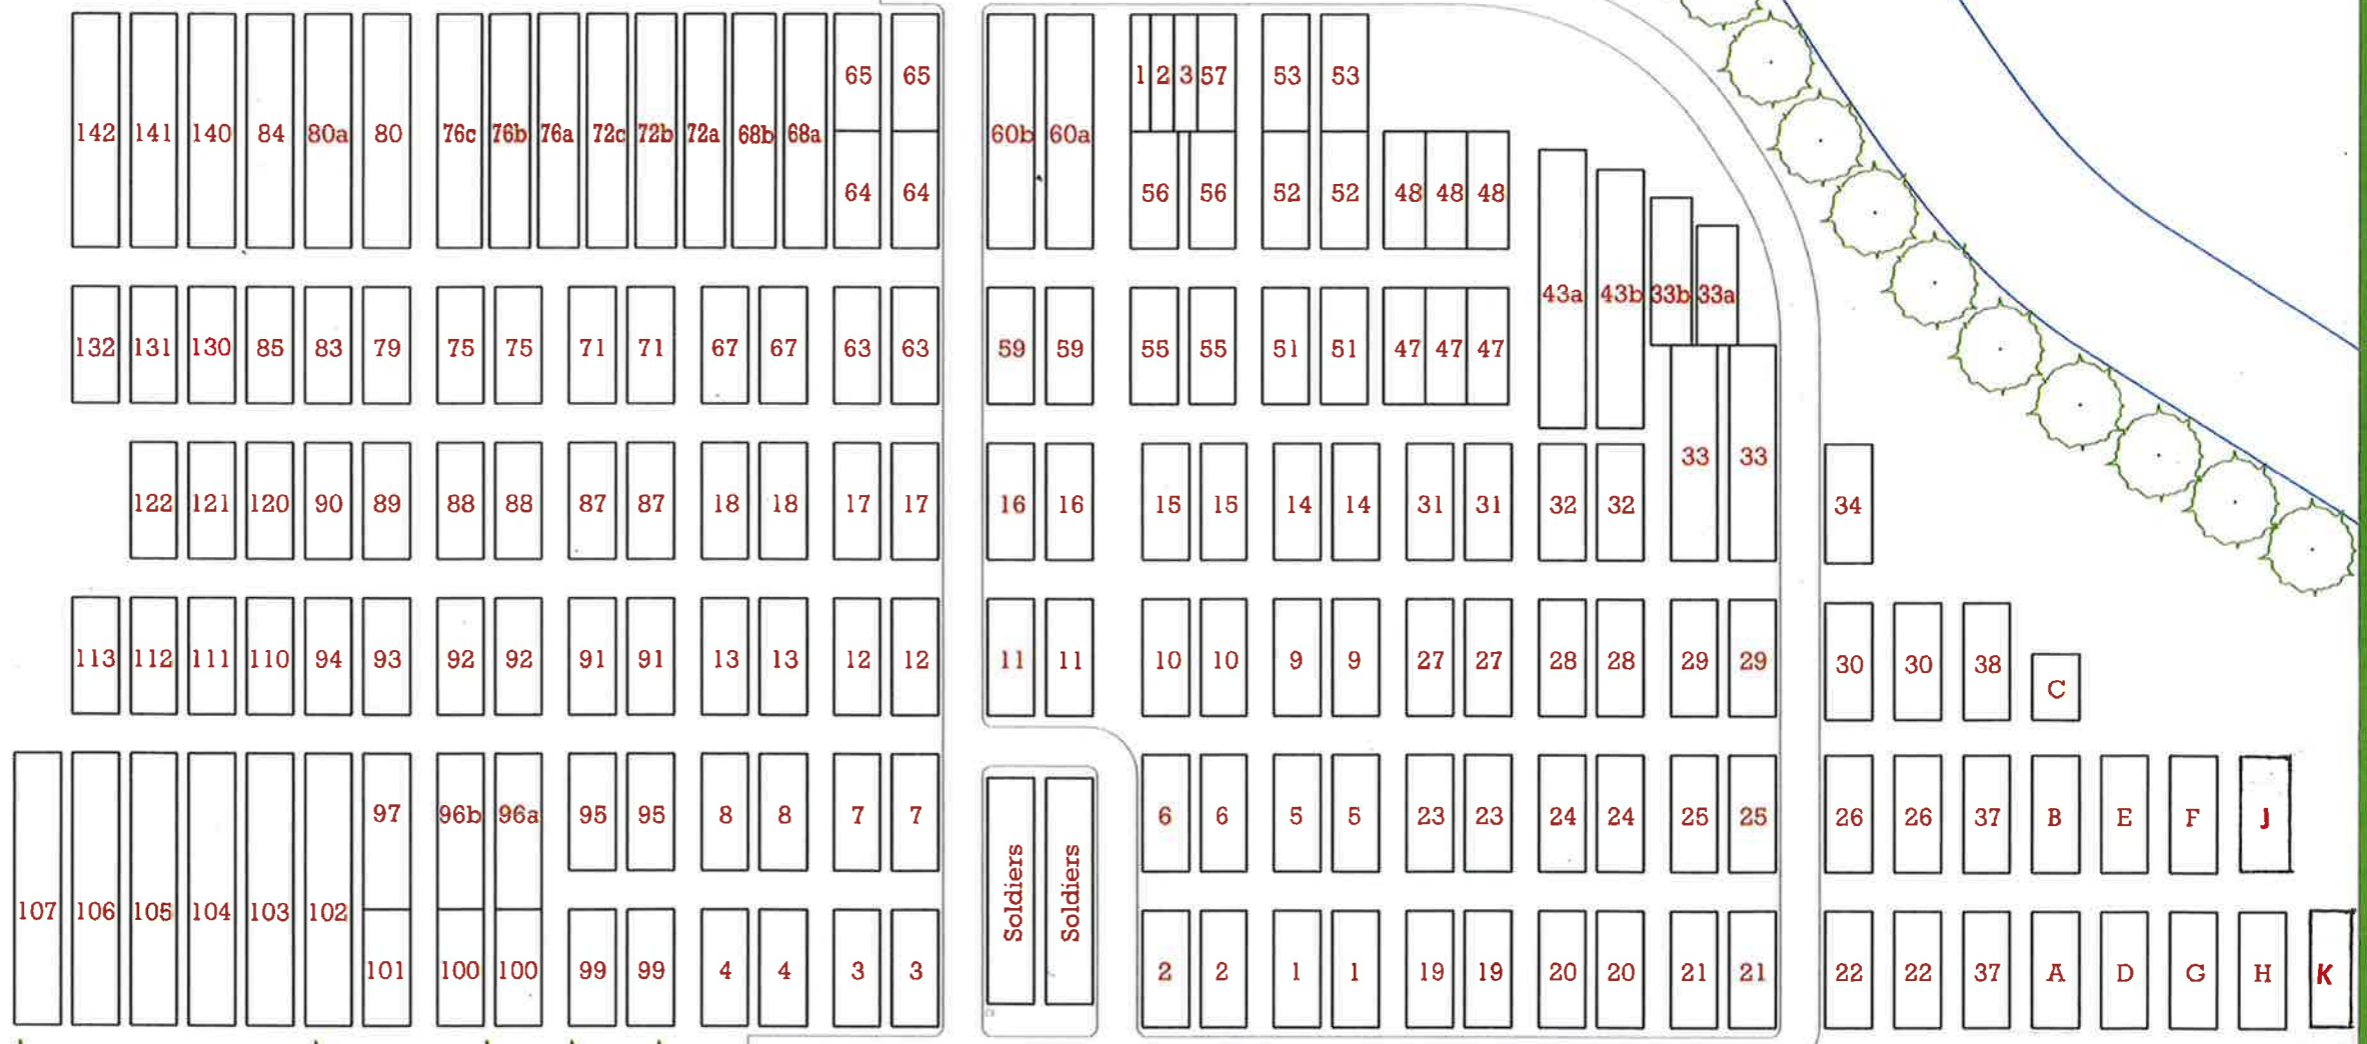 65 65 1 2 3 57 53 53
142 141 140 84 80a 80 76c 76b 76a 72c 72b 72a 68b 68a 60b 60a
64 64 56 56 52 52 48 48 48
43a 43b 33b 33a
132 131 130 85 83 79 75 75 71 71 67 67 63 63 59 59 55 55 51 51 47 47 47
33 33
122 121 120 90 89 88 88 87 87 18 18 17 17 16 16 15 15 14 14 31 31 32 32 34
113 112 111 110 94 93 92 92 91 91 13 13 12 12 11 11 10 10 9 9 27 27 28 28 29 29 30 30 38 C
97 96b 96a 95 95 8 8 7 7 6 6 5 5 23 23 24 24 25 25 26 26 37 B E F J
107 106 105 104 103 102 Soldiers Soldiers
101 100 100 99 99 4 4 3 3 2 2 1 1 19 19 20 20 21 21 22 22 37 A D G H K